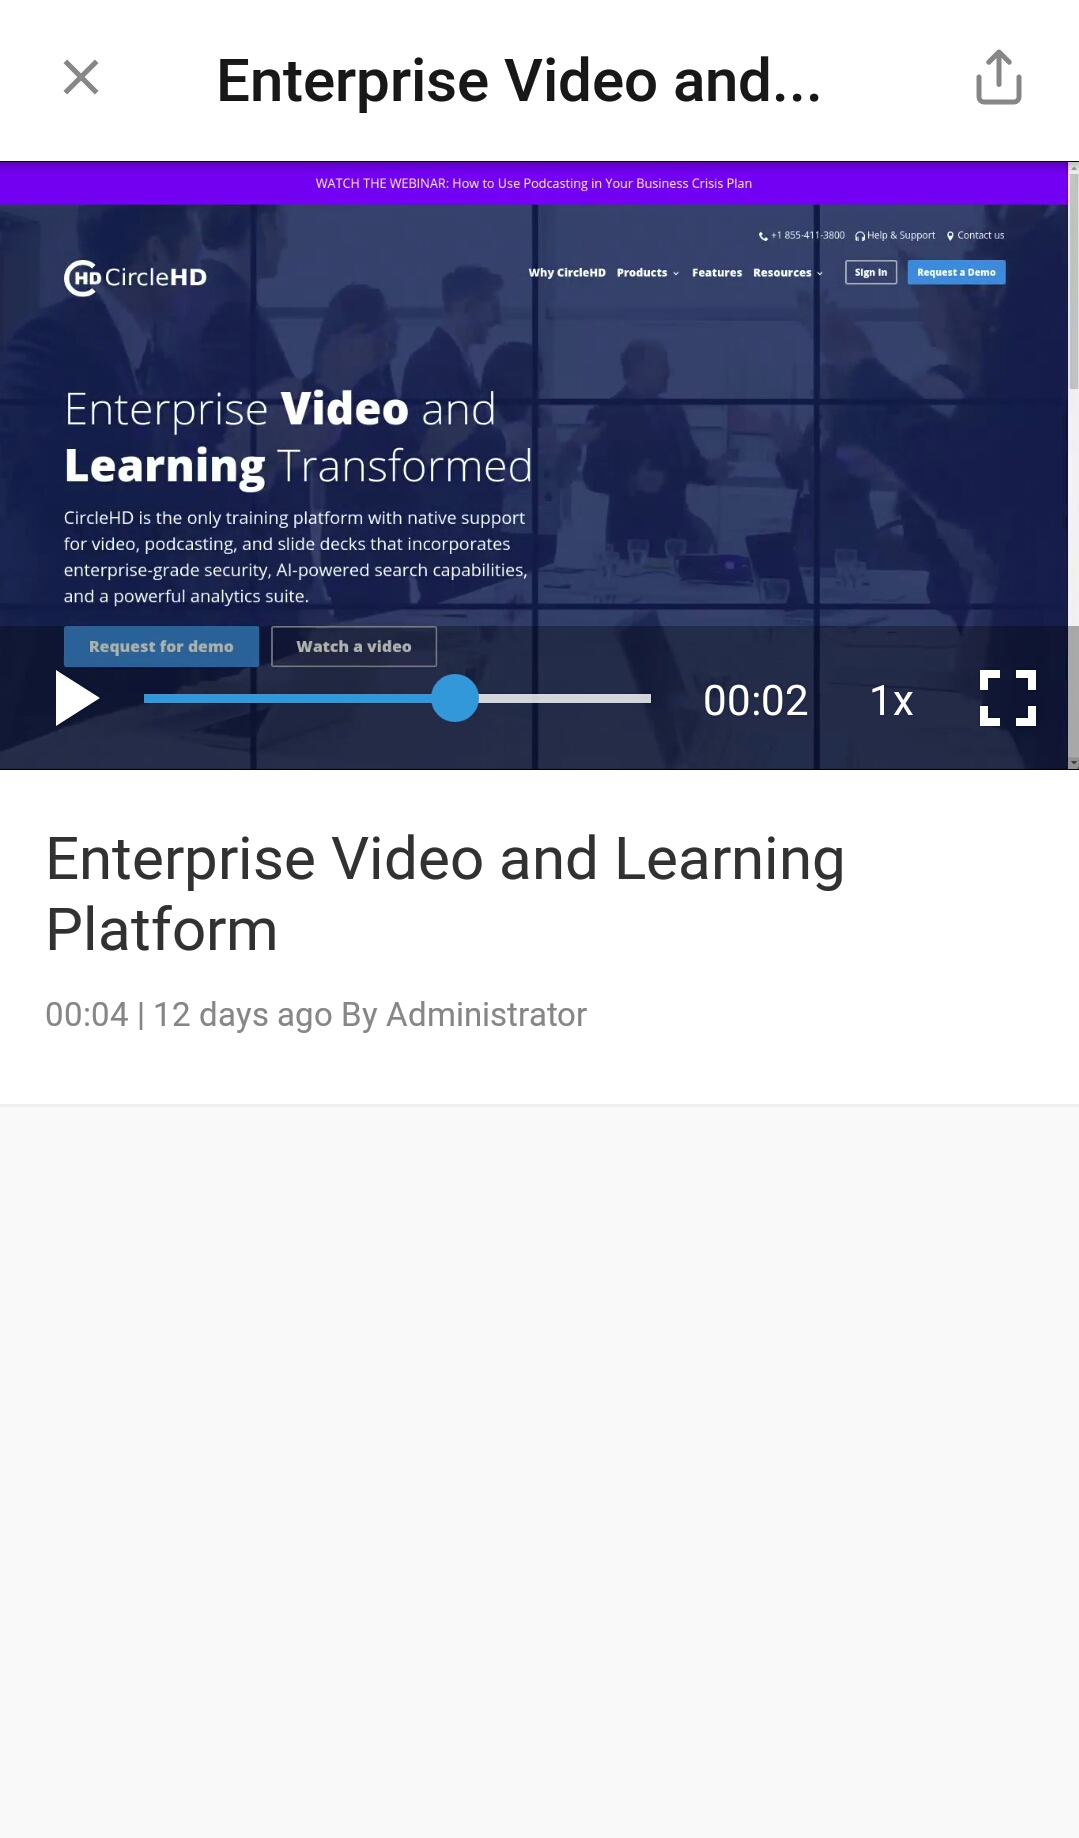 Enterprise Video and...
WATCH THE WEBINAR: How to Use Podcasting in Your Business Crisis Plan
+1 855-411-3800 Help & Support Contact us
HD CircleHD
Why CircleHD Products Features Resources Sign In Request a Demo
Enterprise Video and
Learning Transformed
CircleHD is the only training platform with native support
for video, podcasting, and slide decks that incorporates
enterprise-grade security, AI-powered search capabilities,
and a powerful analytics suite.
Request for demo Watch a video
00:02 1x
Enterprise Video and Learning
Platform
00:04 | 12 days ago By Administrator